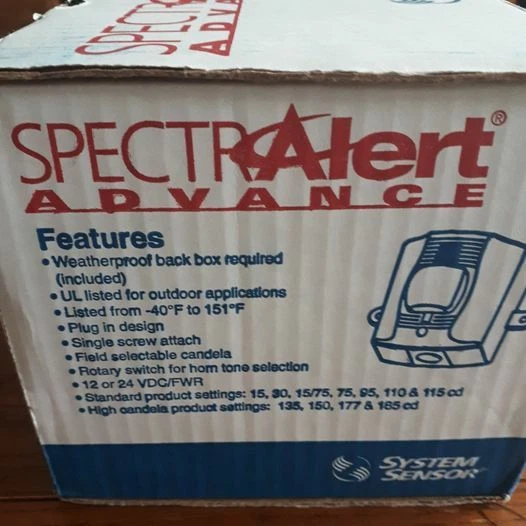 SPECTRAlert
ADVANCE
SPECTRAlert®
ADVANCE
Features
• Weatherproof back box required
(included)
• UL listed for outdoor applications
• Listed from -40°F to 151°F
• Plug in design
• Single screw attach
• Field selectable candela
• Rotary switch for horn tone selection
• 12 or 24 VDC/FWR
• Standard product settings: 15, 30, 15/75, 75, 95, 110 & 115 cd
• High candela product settings: 135, 150, 177 & 185 cd
SYSTEM
SENSOR®